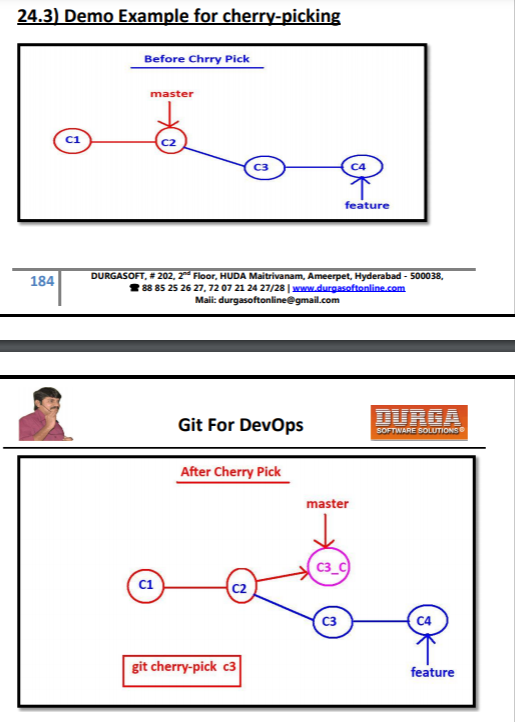 24.3) Demo Example for cherry-picking
Before Chrry Pick
master
C1
C2
C3
C4
feature
184
DURGASOFT, # 202, 2nd Floor, HUDA Maitrivanam, Ameerpet, Hyderabad - 500038,
☎ 88 85 25 26 27, 72 07 21 24 27/28 | www.durgasoftonline.com
Mail: durgasoftonline@gmail.com
Git For DevOps
DURGA
SOFTWARE SOLUTIONS®
After Cherry Pick
master
C3_C
C1
C2
C3
C4
git cherry-pick c3
feature